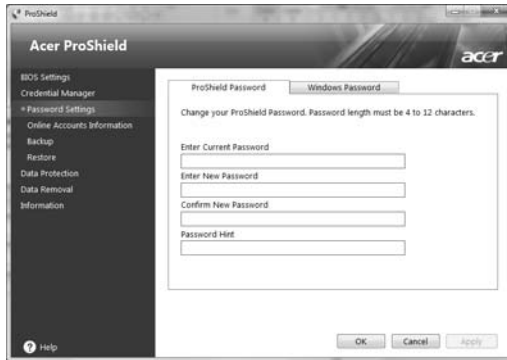 ProShield
Acer ProShield
acer
BIOS Settings
Credential Manager
Password Settings
Online Accounts Information
Backup
Restore
Data Protection
Data Removal
Information
Help
ProShield Password
Windows Password
Change your ProShield Password. Password length must be 4 to 12 characters.
Enter Current Password
Enter New Password
Confirm New Password
Password Hint
OK
Cancel
Apply